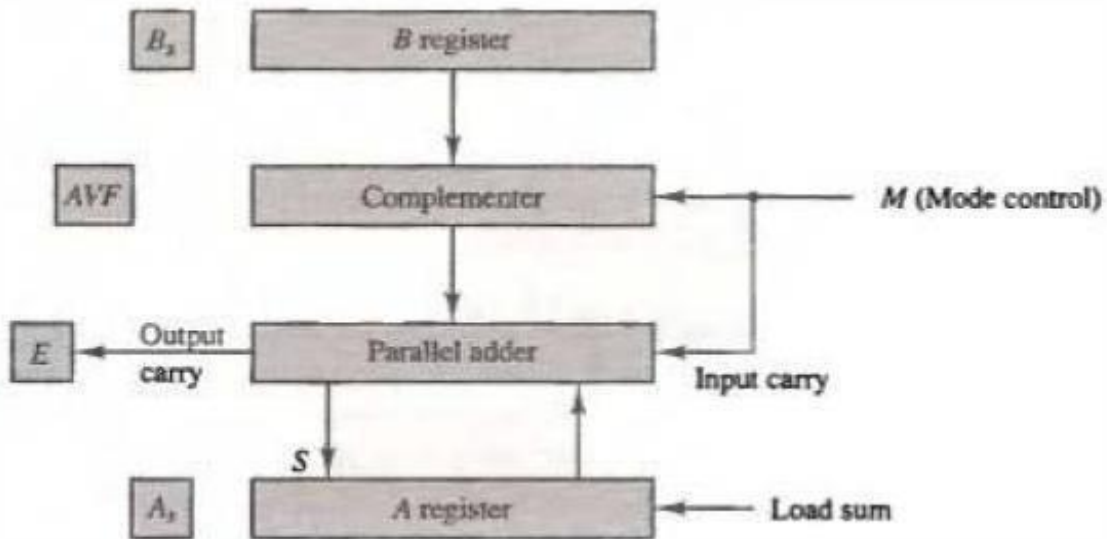 Bs B register
AVF Complementer M (Mode control)
E Output carry Parallel adder Input carry
S
As A register Load sum